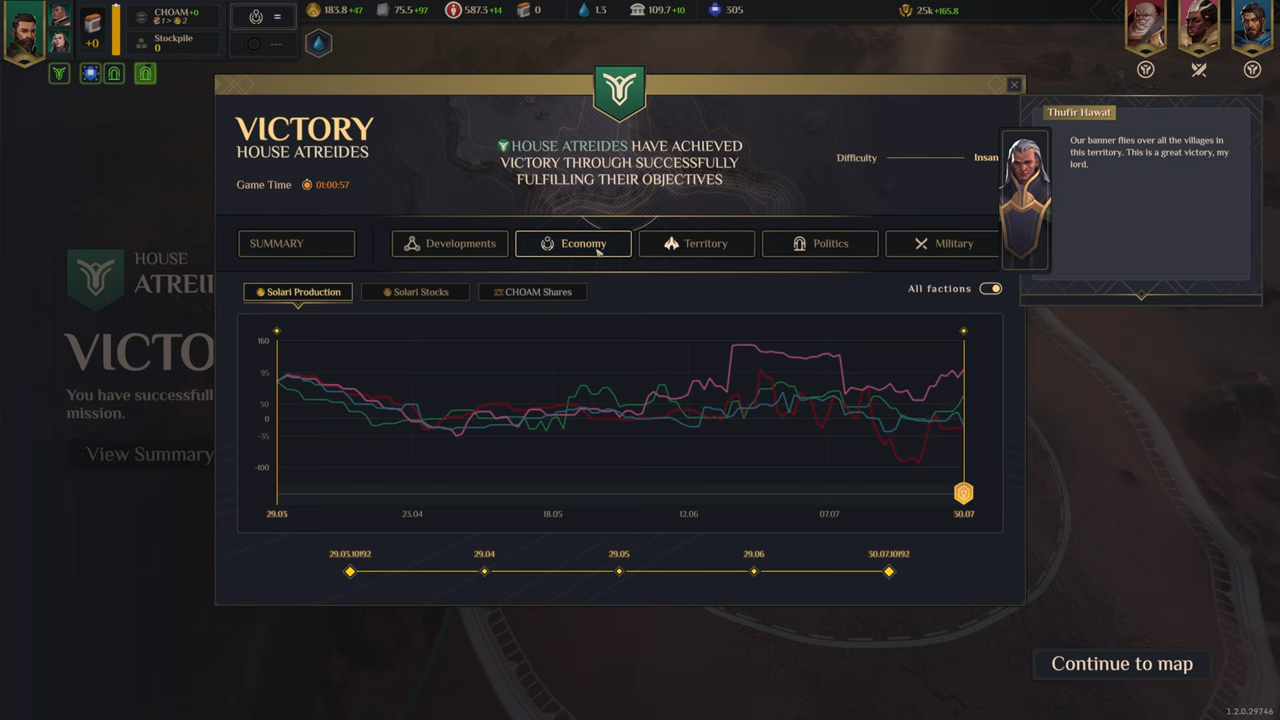 183.8 +47
75.5 +97
587.3 +14
0
1.3
109.7 +10
305
25k +165.8
CHOAM +0
1 > 2
+0
Stockpile
0
=
---
VICTORY
HOUSE ATREIDES
Game Time 01:00:57
HOUSE ATREIDES HAVE ACHIEVED
VICTORY THROUGH SUCCESSFULLY
FULFILLING THEIR OBJECTIVES
Difficulty
Insan
Thufir Hawat
Our banner flies over all the villages in
this territory. This is a great victory, my
lord.
SUMMARY
Developments
Economy
Territory
Politics
Military
HOUSE
ATREII
VICTO
You have successfull
mission.
View Summary
Solari Production
Solari Stocks
CHOAM Shares
All factions
160
95
50
0
-55
-100
29.03
23.04
18.05
12.06
07.07
30.07
29.03.10192
29.04
29.05
29.06
30.07.10192
Continue to map
1.2.0.29746